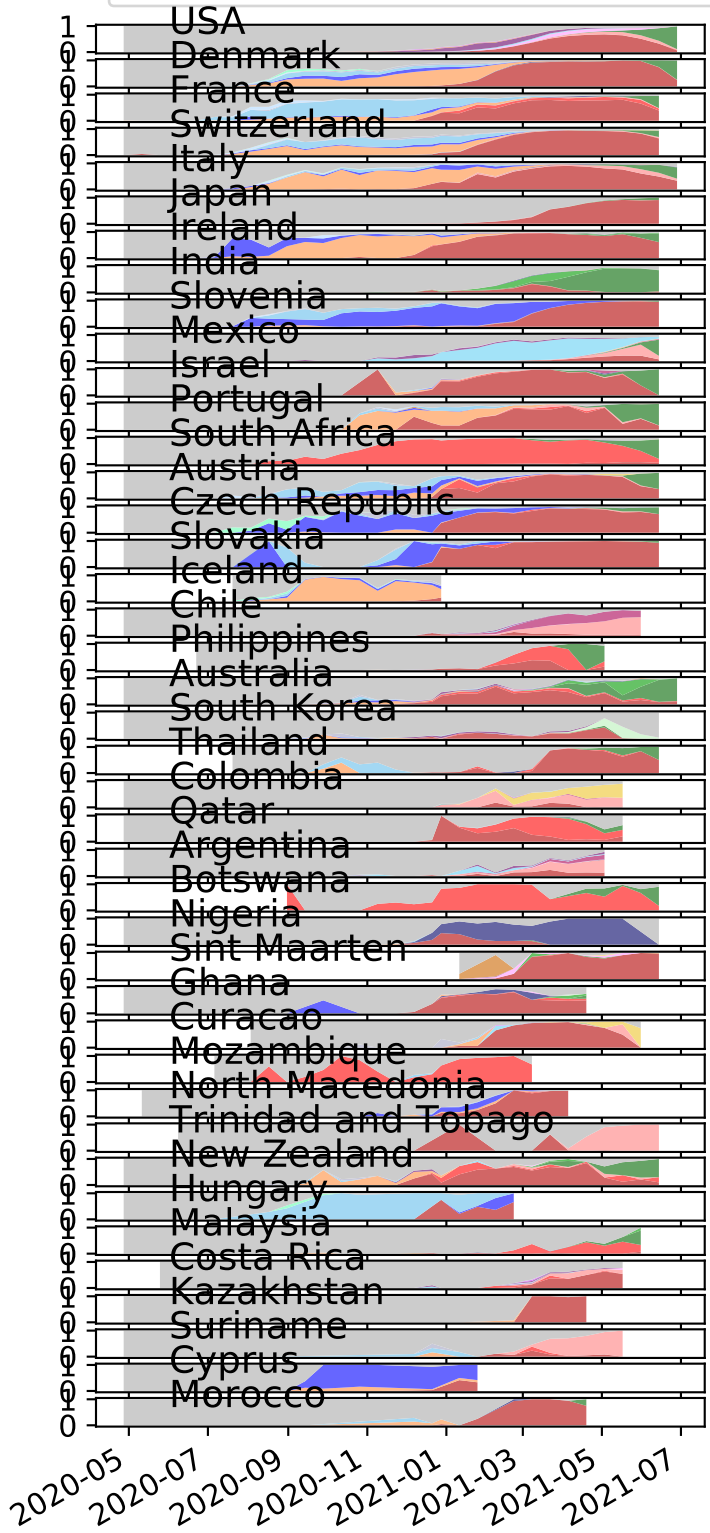 1 USA
0
1 Denmark
0
1 France
0
1 Switzerland
0
1 Italy
0
1 Japan
0
1 Ireland
0
1 India
0
1 Slovenia
0
1 Mexico
0
1 Israel
0
1 Portugal
0
1 South Africa
0
1 Austria
0
1 Czech Republic
0
1 Slovakia
0
1 Iceland
0
1 Chile
0
1 Philippines
0
1 Australia
0
1 South Korea
0
1 Thailand
0
1 Colombia
0
1 Qatar
0
1 Argentina
0
1 Botswana
0
1 Nigeria
0
1 Sint Maarten
0
1 Ghana
0
1 Curacao
0
1 Mozambique
0
1 North Macedonia
0
1 Trinidad and Tobago
0
1 New Zealand
0
1 Hungary
0
1 Malaysia
0
1 Costa Rica
0
1 Kazakhstan
0
1 Suriname
0
1 Cyprus
0
1 Morocco
0
2020-05 2020-07 2020-09 2020-11 2021-01 2021-03 2021-05 2021-07